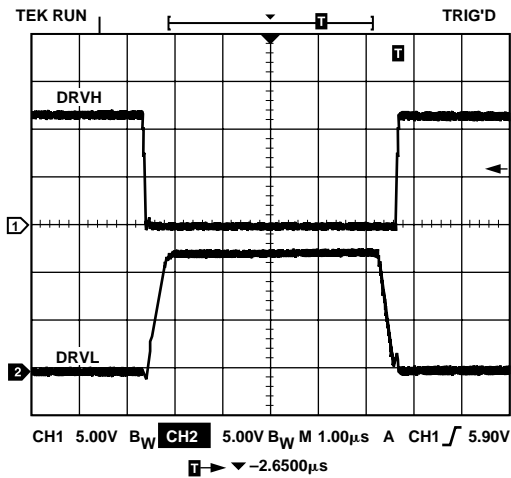 TEK RUN T TRIG'D
T
DRVH
1
DRVL
2
CH1 5.00V BW CH2 5.00V BW M 1.00µs A CH1 5.90V
T −2.6500µs